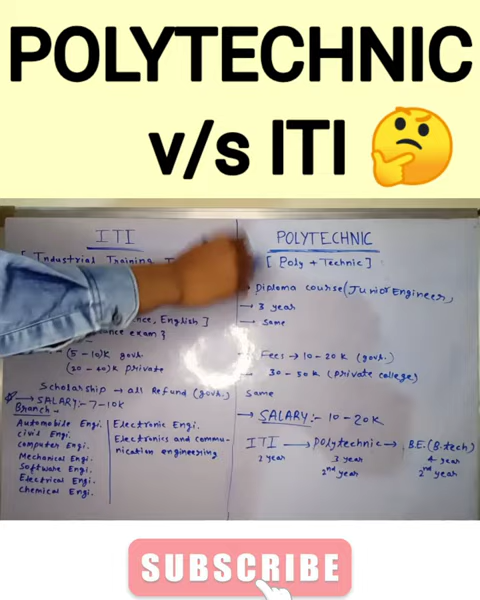 POLYTECHNIC
v/s ITI
ITI
[ Industrial Training
nce, English ]
nce exam }
(5-10)K govt.
(30-40)K private
Scholarship → all Refund (govt.)
→ SALARY:- 7-10K
Branch
Automobile Engi.
civil Engi.
computer Engi.
Mechanical Engi.
Software Engi.
Electrical Engi.
chemical Engi.
Electronic Engi.
Electronics and commu-
nication engineering
POLYTECHNIC
[ Poly + Technic ]
Diploma course (Junior Engineer)
→ 3 year
→ same
Fees → 10-20K (govt.)
→ 30-50K (private college)
same
→ SALARY:- 10-20K
ITI → polytechnic → B.E. (B.tech)
2 year 3 year 4 year
2nd year 2nd year
SUBSCRIBE